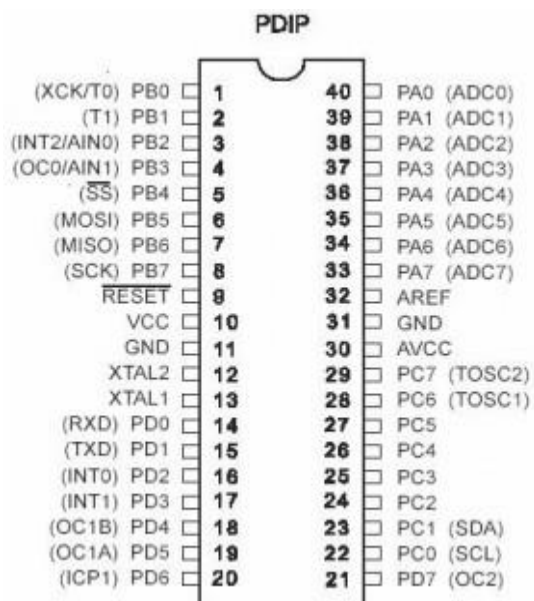 PDIP
(XCK/T0) PB0 1 40 PA0 (ADC0)
(T1) PB1 2 39 PA1 (ADC1)
(INT2/AIN0) PB2 3 38 PA2 (ADC2)
(OC0/AIN1) PB3 4 37 PA3 (ADC3)
(SS) PB4 5 36 PA4 (ADC4)
(MOSI) PB5 6 35 PA5 (ADC5)
(MISO) PB6 7 34 PA6 (ADC6)
(SCK) PB7 8 33 PA7 (ADC7)
RESET 9 32 AREF
VCC 10 31 GND
GND 11 30 AVCC
XTAL2 12 29 PC7 (TOSC2)
XTAL1 13 28 PC6 (TOSC1)
(RXD) PD0 14 27 PC5
(TXD) PD1 15 26 PC4
(INT0) PD2 16 25 PC3
(INT1) PD3 17 24 PC2
(OC1B) PD4 18 23 PC1 (SDA)
(OC1A) PD5 19 22 PC0 (SCL)
(ICP1) PD6 20 21 PD7 (OC2)